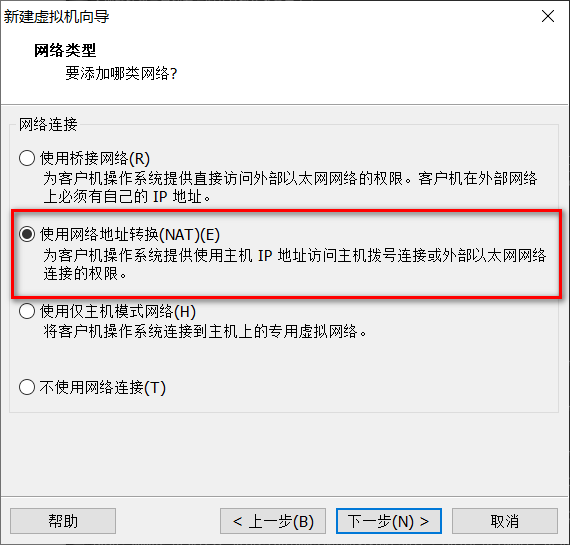 新建虚拟机向导
网络类型
要添加哪类网络?
网络连接
使用桥接网络(R)
为客户机操作系统提供直接访问外部以太网网络的权限。客户机在外部网络
上必须有自己的 IP 地址。
使用网络地址转换(NAT)(E)
为客户机操作系统提供使用主机 IP 地址访问主机拨号连接或外部以太网网络
连接的权限。
使用仅主机模式网络(H)
将客户机操作系统连接到主机上的专用虚拟网络。
不使用网络连接(T)
帮助
< 上一步(B)
下一步(N) >
取消